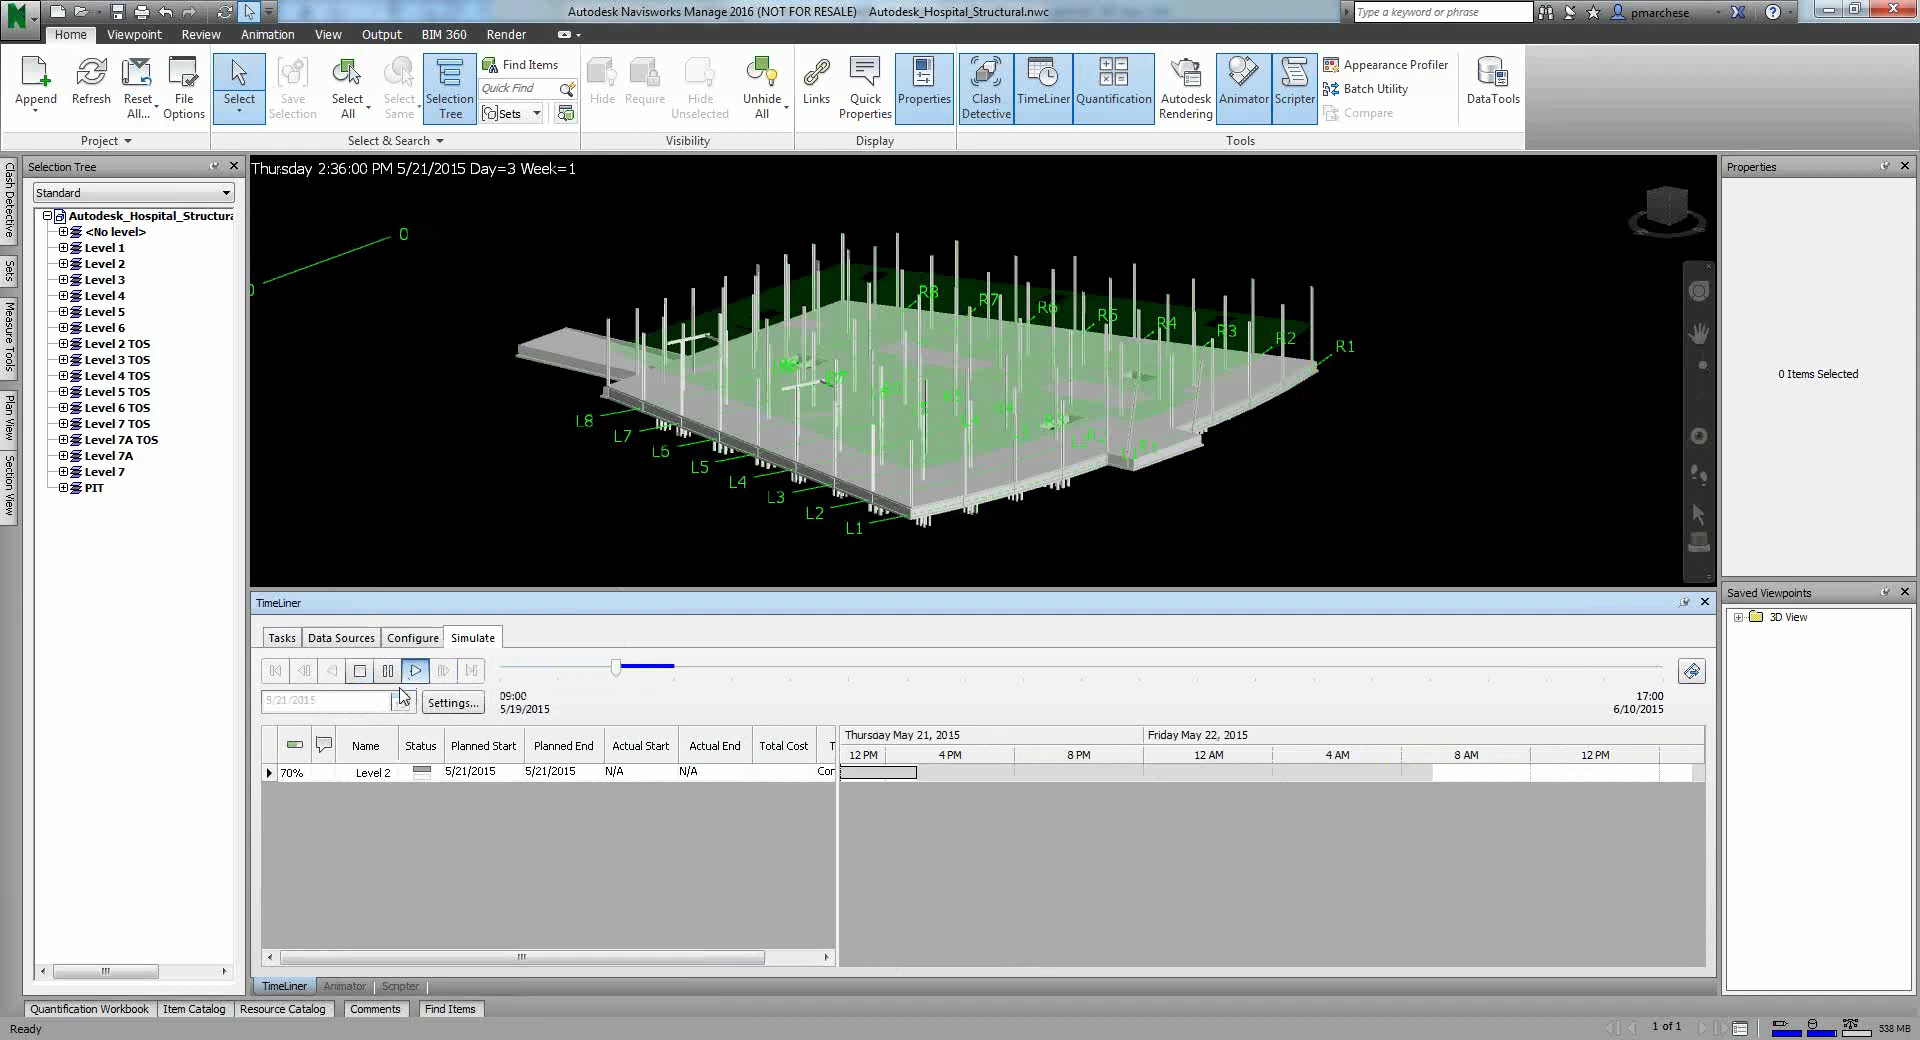 Autodesk Navisworks Manage 2016 (NOT FOR RESALE) Autodesk_Hospital_Structural.nwc
Type a keyword or phrase
pmarchese
Home Viewpoint Review Animation View Output BIM 360 Render
Append
Refresh
Reset All...
File Options
Select
Save Selection
Select All
Select Same
Selection Tree
Find Items
Quick Find
Sets
Hide
Require
Hide Unselected
Unhide All
Links
Quick Properties
Properties
Clash Detective
TimeLiner
Quantification
Autodesk Rendering
Animator
Scripter
Appearance Profiler
Batch Utility
Compare
DataTools
Project
Select & Search
Visibility
Display
Tools
Clash Detective
Sets
Measure Tools
Plan View
Section View
Selection Tree
Standard
Autodesk_Hospital_Structura
<No level>
Level 1
Level 2
Level 3
Level 4
Level 5
Level 6
Level 2 TOS
Level 3 TOS
Level 4 TOS
Level 5 TOS
Level 6 TOS
Level 7 TOS
Level 7A TOS
Level 7A
Level 7
PIT
Thursday 2:36:00 PM 5/21/2015 Day=3 Week=1
0
R8
R7
R6
R5
R4
R3
R2
R1
L8
L7
L6
L5
L4
L3
L2
L1
Properties
0 Items Selected
Saved Viewpoints
3D View
TimeLiner
Tasks Data Sources Configure Simulate
5/21/2015
Settings...
09:00
5/19/2015
17:00
6/10/2015
Name Status Planned Start Planned End Actual Start Actual End Total Cost T
70% Level 2 5/21/2015 5/21/2015 N/A N/A Cor
Thursday May 21, 2015 Friday May 22, 2015
12 PM 4 PM 8 PM 12 AM 4 AM 8 AM 12 PM
TimeLiner Animator Scripter
Quantification Workbook Item Catalog Resource Catalog Comments Find Items
Ready
1 of 1
538 MB